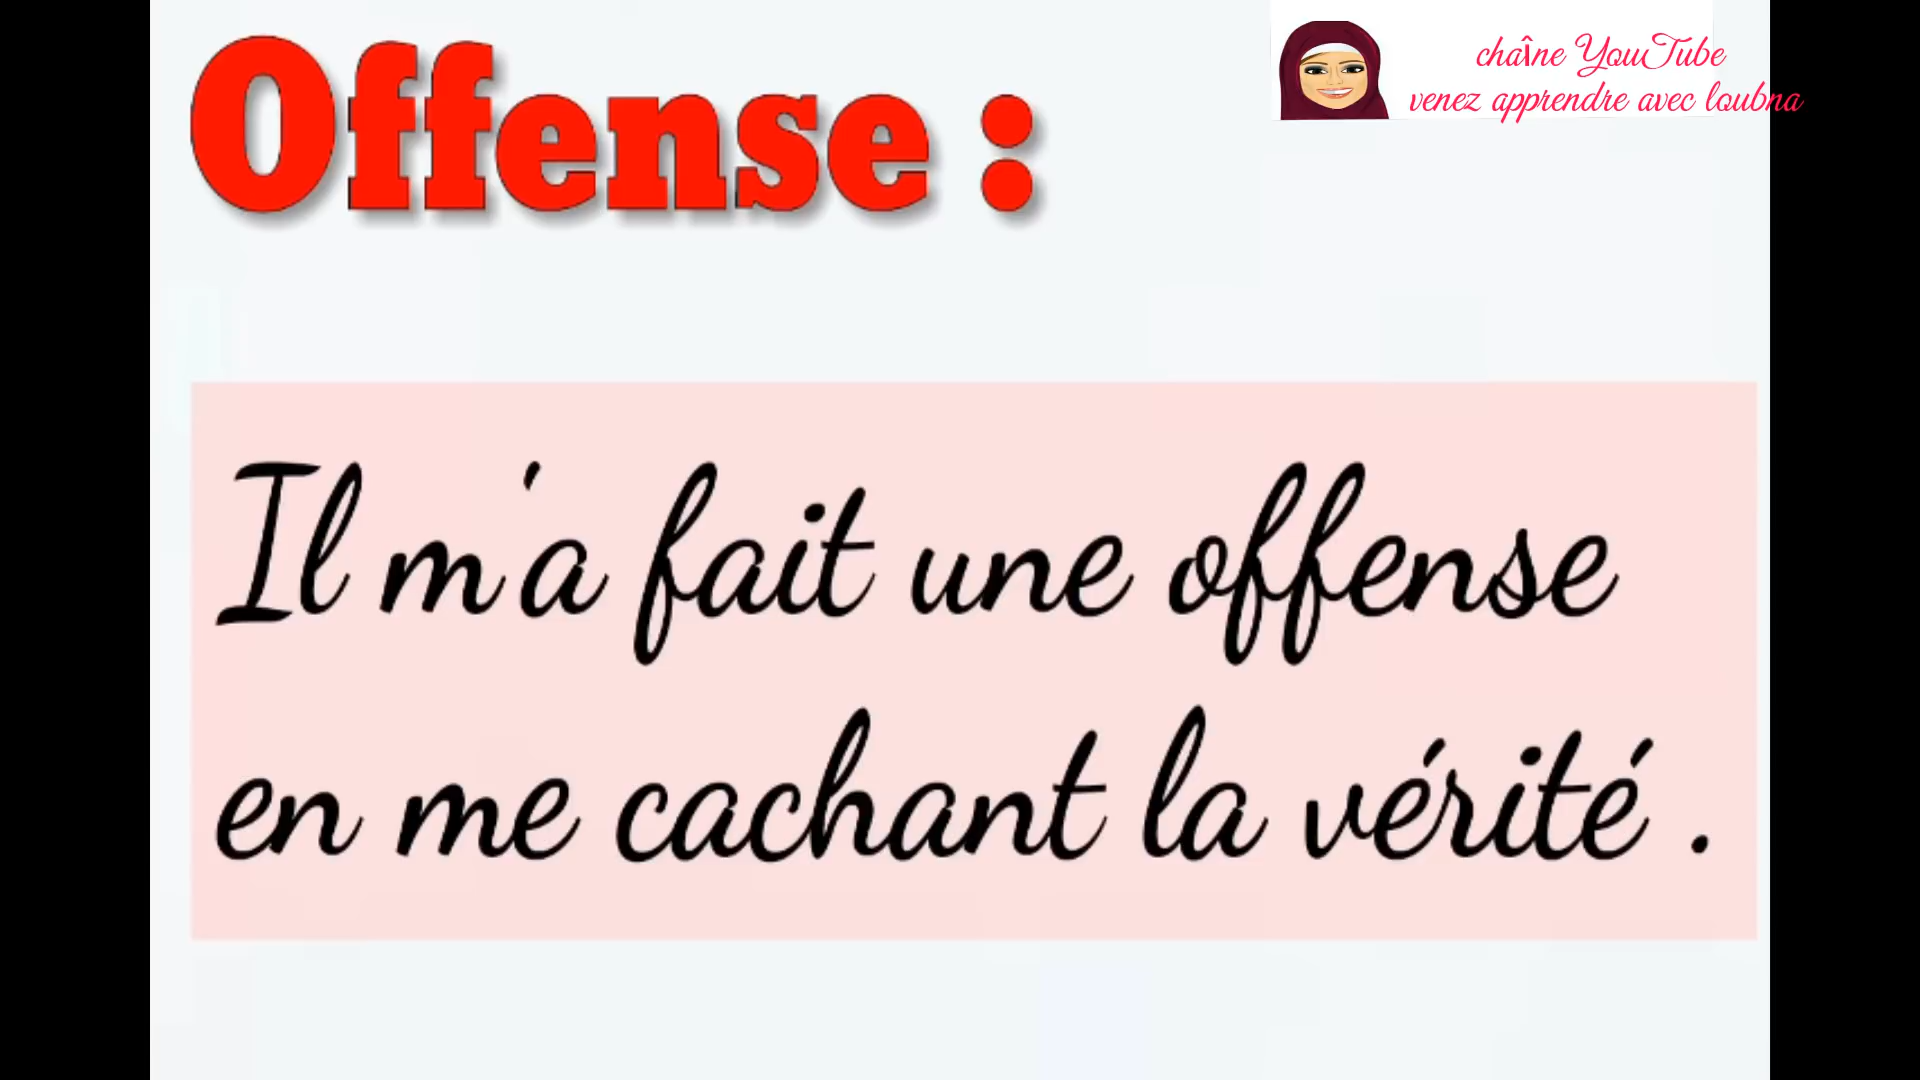 Offense :
chaîne YouTube
venez apprendre avec loubna
Il m'a fait une offense
en me cachant la vérité .